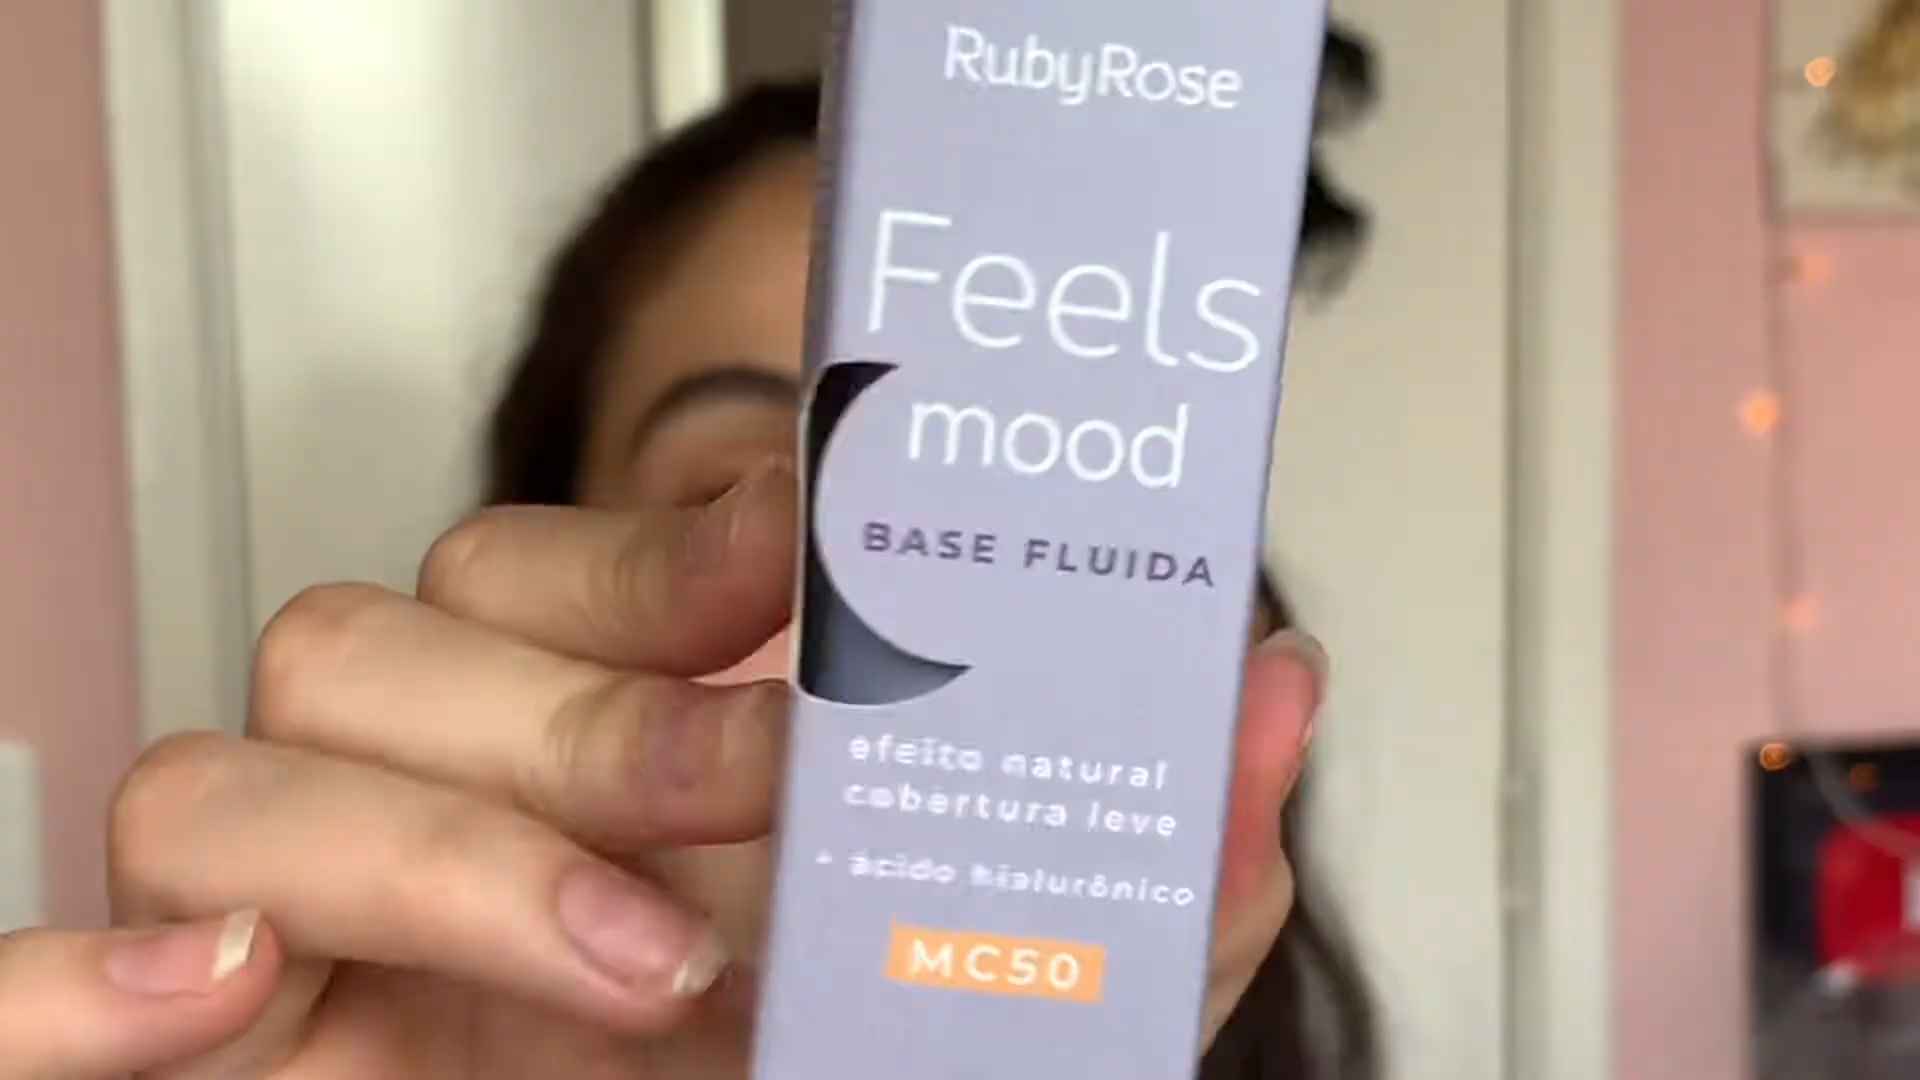 RubyRose
Feels
mood
BASE FLUIDA
efeito natural
cobertura leve
+ ácido hialurônico
MC50